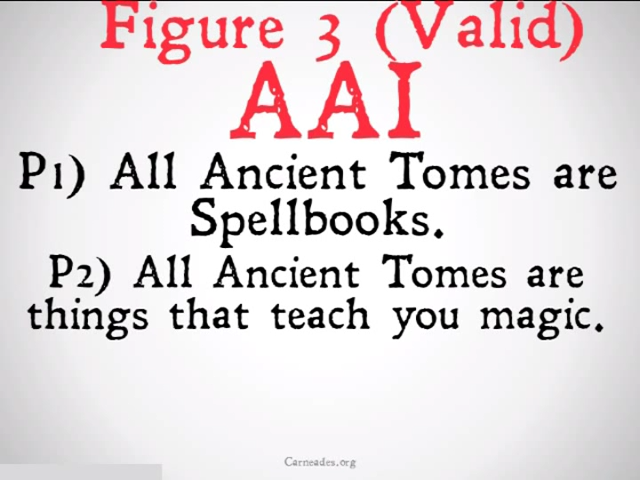 Figure 3 (Valid)
AAI
P1) All Ancient Tomes are
Spellbooks.
P2) All Ancient Tomes are
things that teach you magic.
Carneades.org